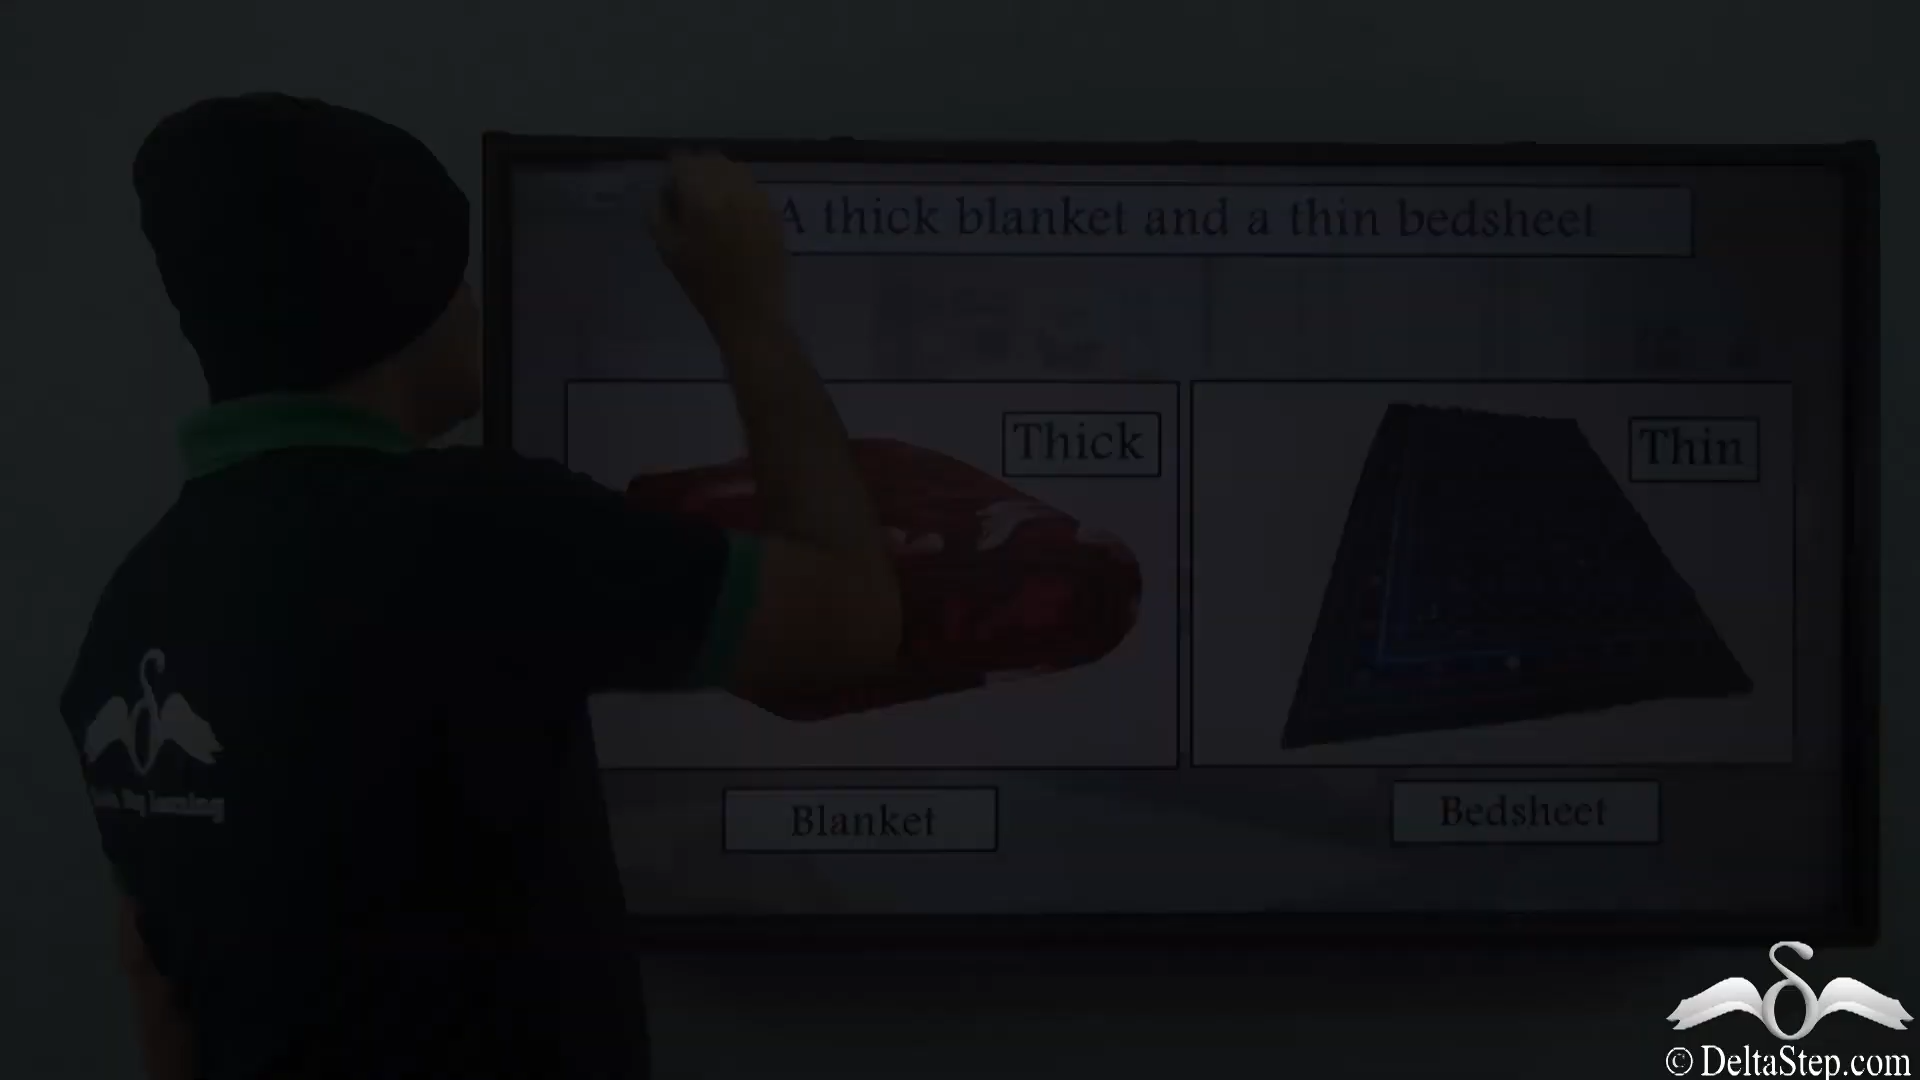 A thick blanket and a thin bedsheet
Thick
Thin
Blanket
Bedsheet
© DeltaStep.com